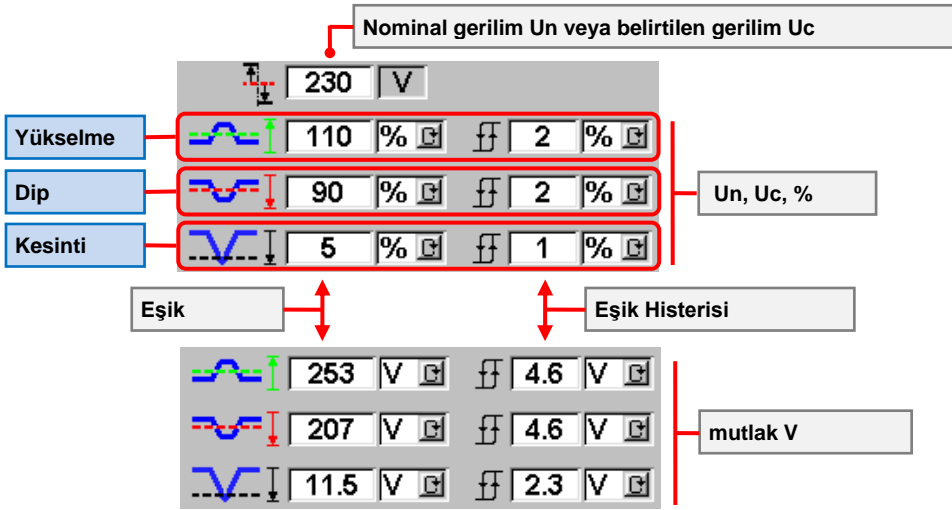 Nominal gerilim Un veya belirtilen gerilim Uc
230 V
Yükselme 110 % 2 %
Dip 90 % 2 % Un, Uc, %
Kesinti 5 % 1 %
Eşik Eşik Histerisi
253 V 4.6 V
207 V 4.6 V mutlak V
11.5 V 2.3 V